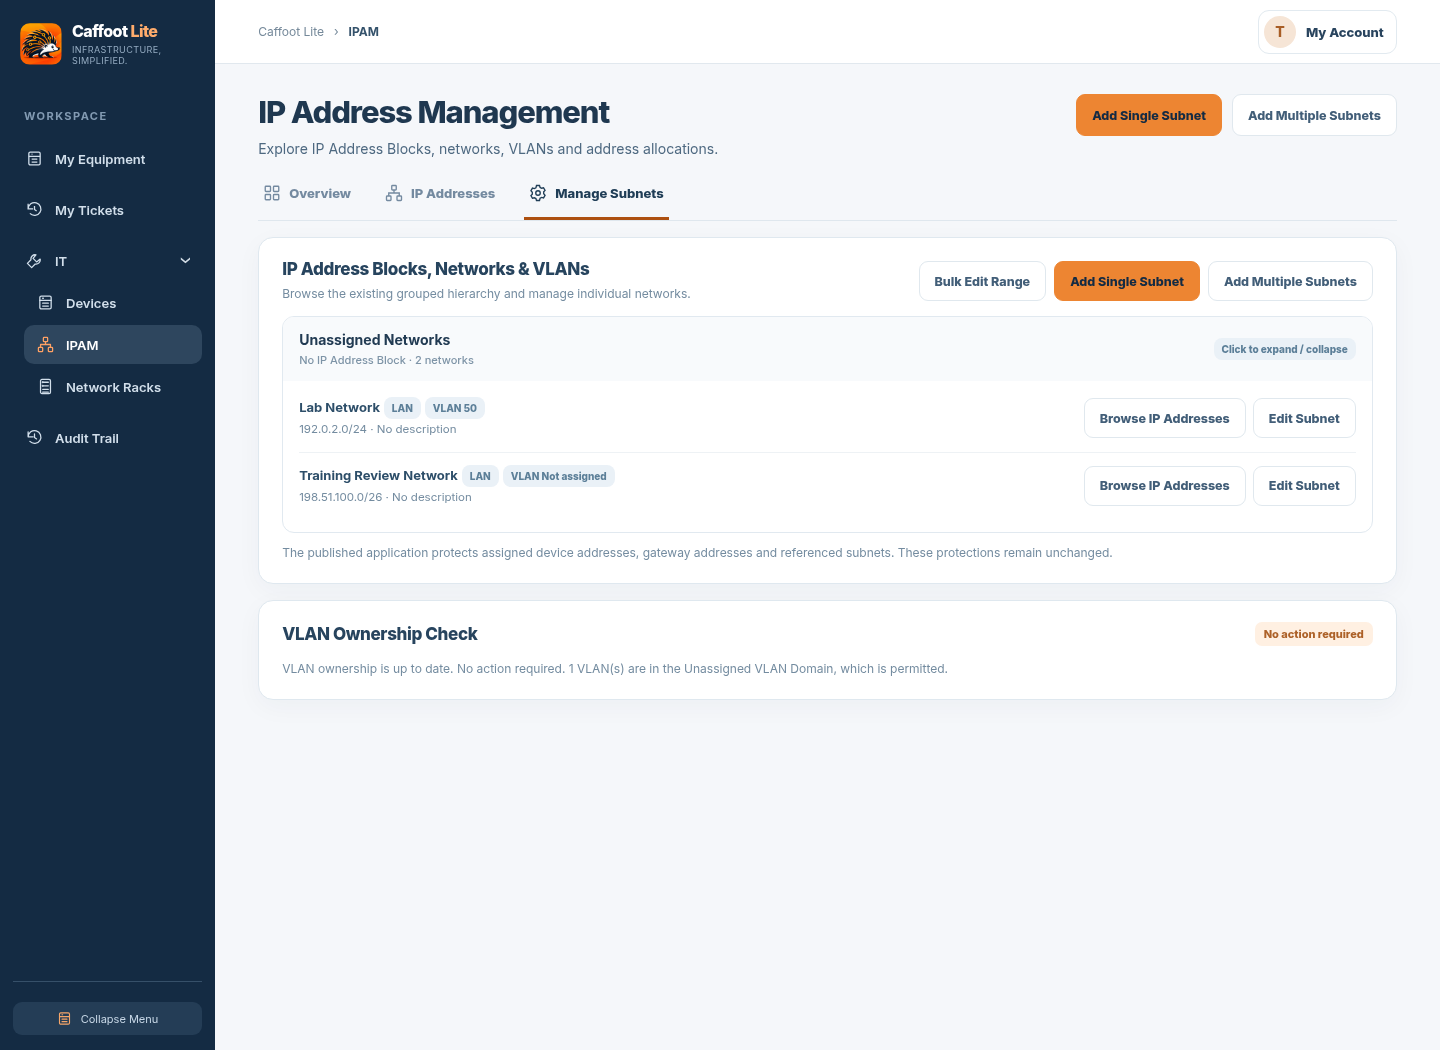 Caffoot Lite
INFRASTRUCTURE,
SIMPLIFIED.
WORKSPACE
My Equipment
My Tickets
IT
Devices
IPAM
Network Racks
Audit Trail
Collapse Menu
Caffoot Lite › IPAM
T My Account
IP Address Management
Explore IP Address Blocks, networks, VLANs and address allocations.
Add Single Subnet
Add Multiple Subnets
Overview
IP Addresses
Manage Subnets
IP Address Blocks, Networks & VLANs
Browse the existing grouped hierarchy and manage individual networks.
Bulk Edit Range
Add Single Subnet
Add Multiple Subnets
Unassigned Networks
No IP Address Block · 2 networks
Click to expand / collapse
Lab Network LAN VLAN 50
192.0.2.0/24 · No description
Browse IP Addresses
Edit Subnet
Training Review Network LAN VLAN Not assigned
198.51.100.0/26 · No description
Browse IP Addresses
Edit Subnet
The published application protects assigned device addresses, gateway addresses and referenced subnets. These protections remain unchanged.
VLAN Ownership Check
No action required
VLAN ownership is up to date. No action required. 1 VLAN(s) are in the Unassigned VLAN Domain, which is permitted.